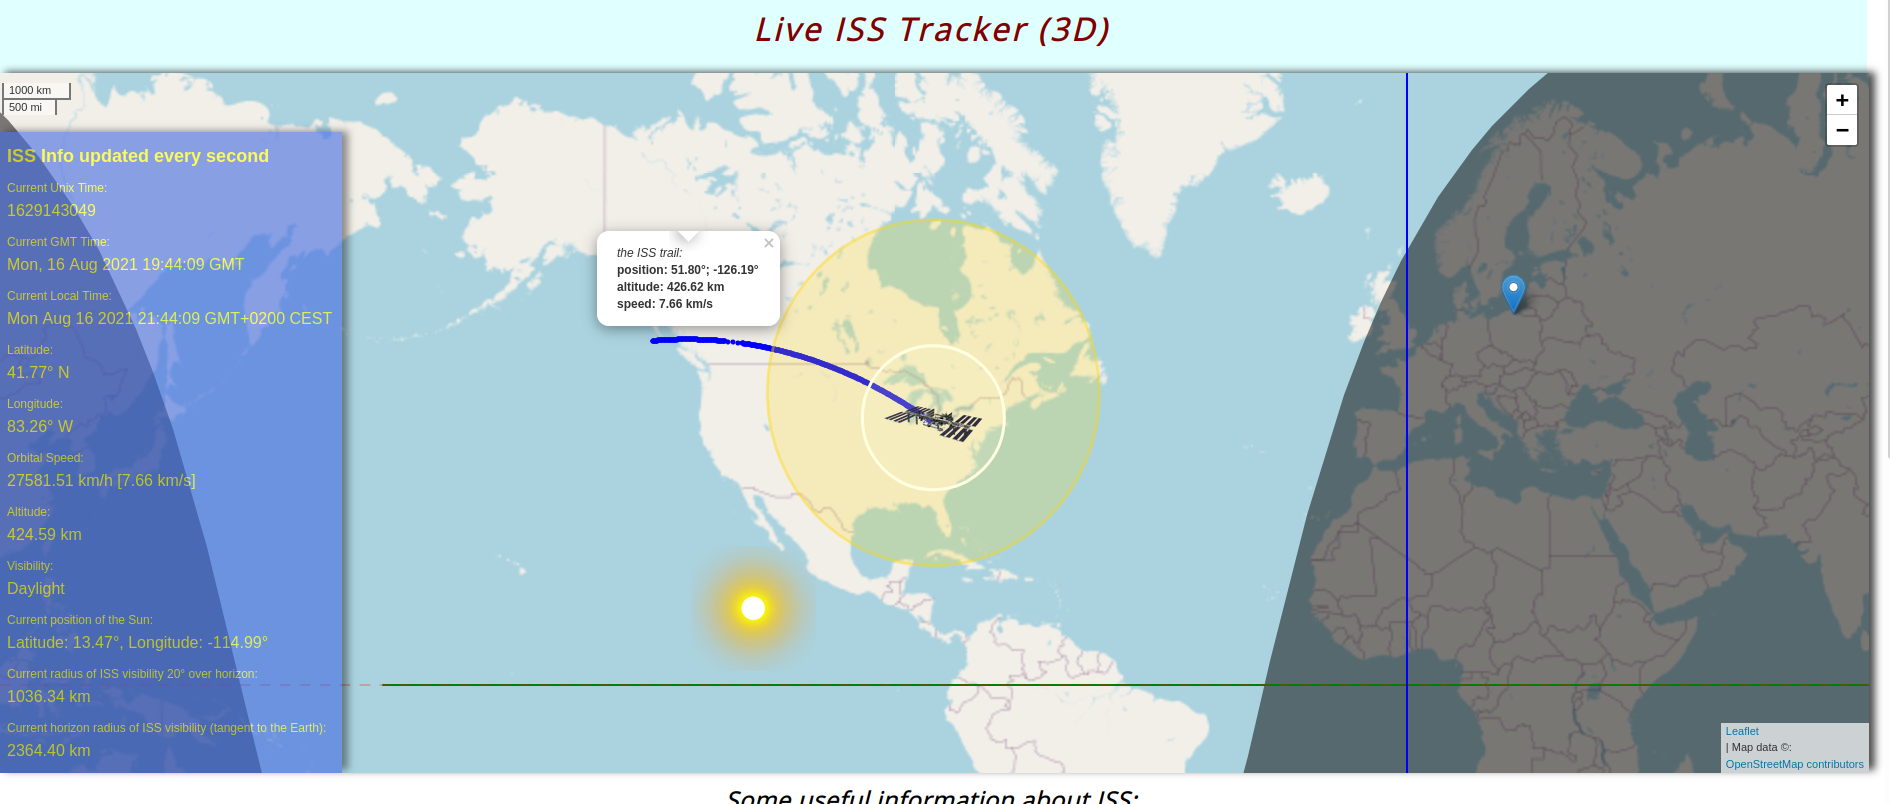 Live ISS Tracker (3D)
1000 km
500 mi
+
−
ISS Info updated every second
Current Unix Time:
1629143049
Current GMT Time:
Mon, 16 Aug 2021 19:44:09 GMT
Current Local Time:
Mon Aug 16 2021 21:44:09 GMT+0200 CEST
Latitude:
41.77° N
Longitude:
83.26° W
Orbital Speed:
27581.51 km/h [7.66 km/s]
Altitude:
424.59 km
Visibility:
Daylight
Current position of the Sun:
Latitude: 13.47°, Longitude: -114.99°
Current radius of ISS visibility 20° over horizon:
1036.34 km
Current horizon radius of ISS visibility (tangent to the Earth):
2364.40 km
×
the ISS trail:
position: 51.80°; -126.19°
altitude: 426.62 km
speed: 7.66 km/s
Leaflet
| Map data ©:
OpenStreetMap contributors
Some useful information about ISS: